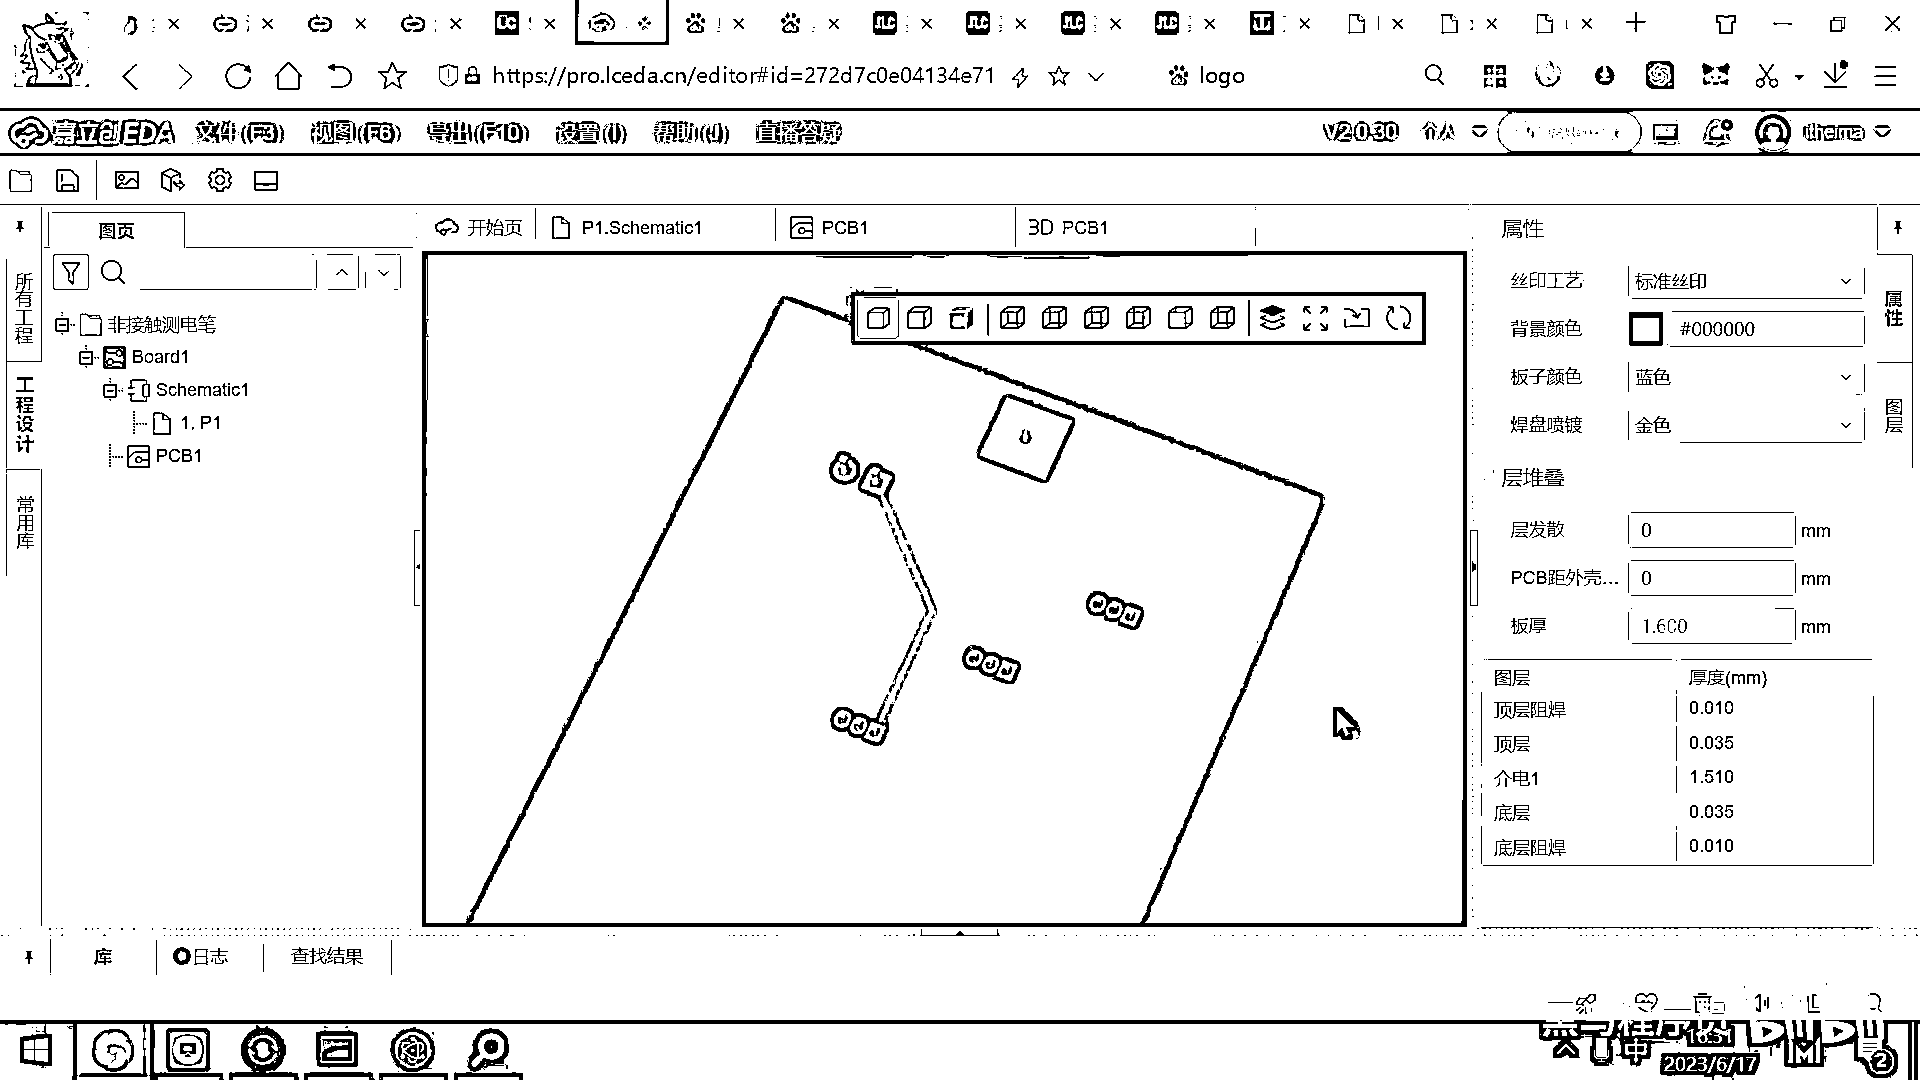 https://pro.lceda.cn/editor#id=272d7c0e04134e71
logo
嘉立创EDA
文件(F3)
视图(F6)
导出(F10)
设置(I)
帮助(J)
直播答疑
V2.0.30
个人
itheima
图页
开始页
P1.Schematic1
PCB1
3D PCB1
所有工程
工程设计
常用库
非接触测电笔
Board1
Schematic1
1. P1
PCB1
属性
丝印工艺 标准丝印
背景颜色 #000000
板子颜色 蓝色
焊盘喷镀 金色
层堆叠
层发散 0 mm
PCB距外壳... 0 mm
板厚 1.600 mm
图层 厚度(mm)
顶层阻焊 0.010
顶层 0.035
介电1 1.510
底层 0.035
底层阻焊 0.010
属性
图层
库
日志
查找结果
中
16:51
2023/6/17
2